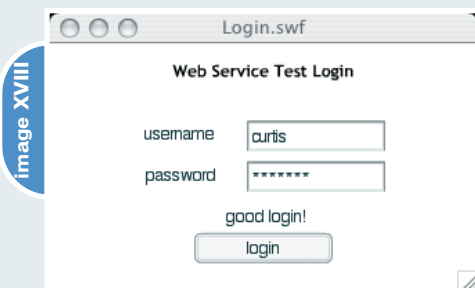 Login.swf
image XVIII
Web Service Test Login
username curtis
password *******
good login!
login